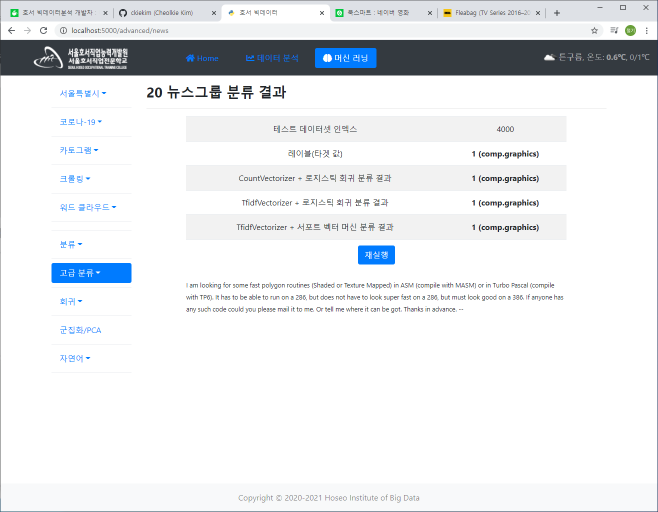 호서 빅데이터분석 개발자
ckiekim (Cheolkie Kim)
호서 빅데이터
룩스파트 : 네이버 영화
Fleabag (TV Series 2016–20
localhost:5000/advanced/news
서울호서직업능력개발원
서울호서직업전문학교
Home
데이터 분석
머신 러닝
튼구름, 온도: 0.6℃, 0/1℃
서울특별시
코로나-19
카토그램
크롤링
워드 클라우드
분류
고급 분류
회귀
군집화/PCA
자연어
20 뉴스그룹 분류 결과
테스트 데이터셋 인덱스 4000
레이블(타겟 값) 1 (comp.graphics)
CountVectorizer + 로지스틱 회귀 분류 결과 1 (comp.graphics)
TfidfVectorizer + 로지스틱 회귀 분류 결과 1 (comp.graphics)
TfidfVectorizer + 서포트 벡터 머신 분류 결과 1 (comp.graphics)
재실행
I am looking for some fast polygon routines (Shaded or Texture Mapped) in ASM (compile with MASM) or in Turbo Pascal (compile
with TP6). It has to be able to run on a 286, but does not have to look super fast on a 286, but must look good on a 386. If anyone has
any such code could you please mail it to me. Or tell me where it can be got. Thanks in advance. --
Copyright © 2020-2021 Hoseo Institute of Big Data